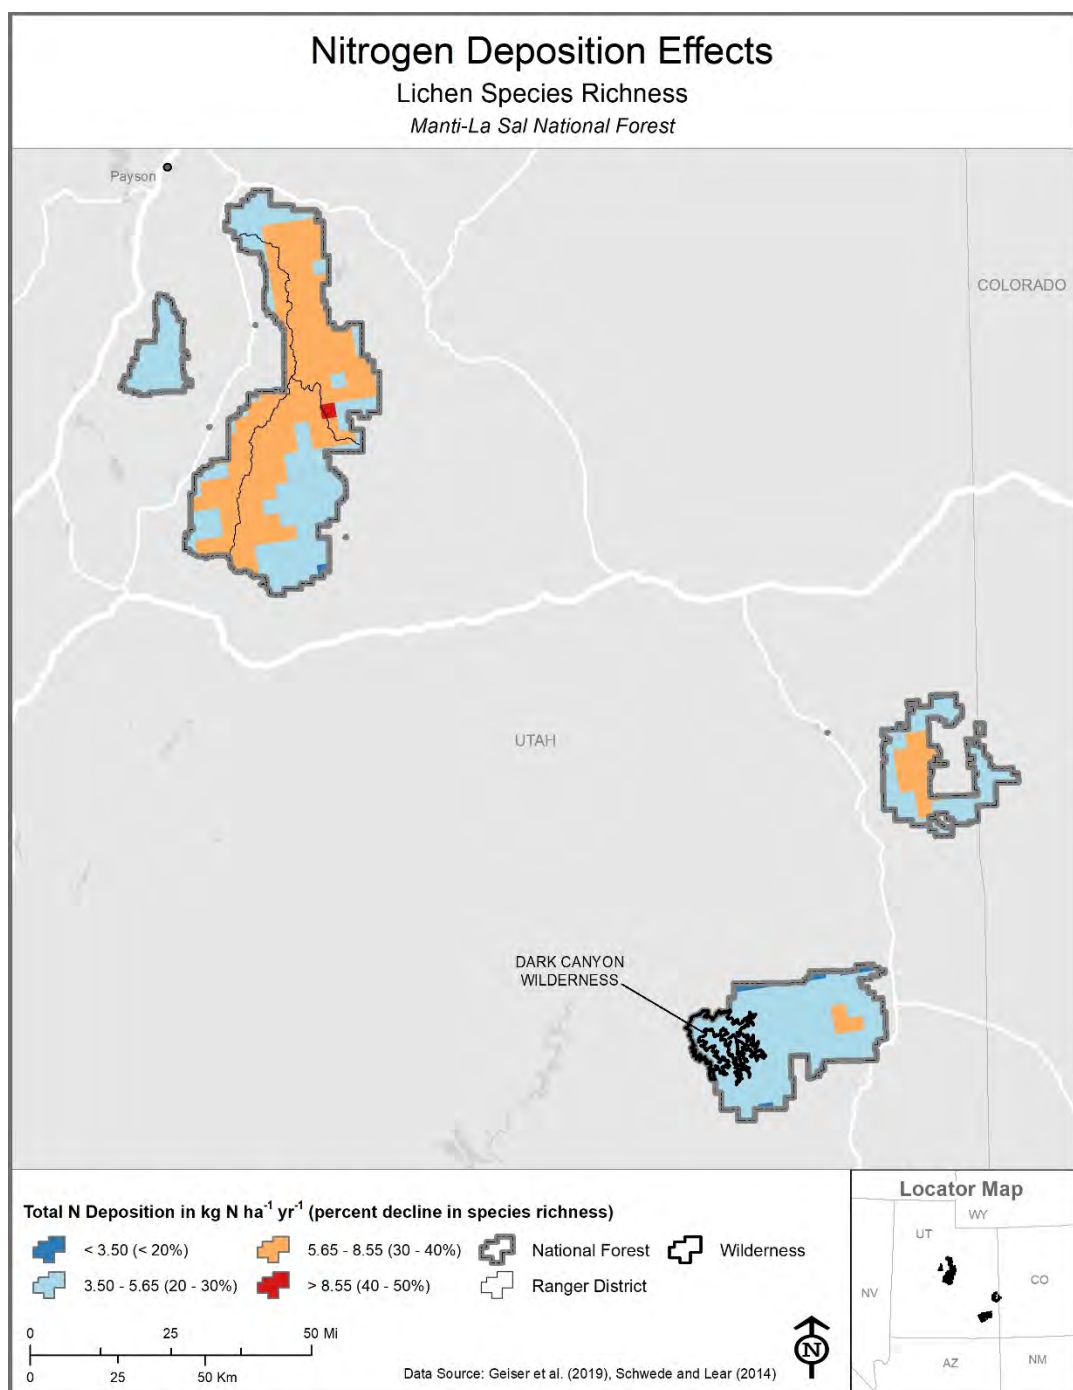 Nitrogen Deposition Effects
Lichen Species Richness
Manti-La Sal National Forest
Payson
COLORADO
UTAH
DARK CANYON
WILDERNESS
Total N Deposition in kg N ha⁻¹ yr⁻¹ (percent decline in species richness)
< 3.50 (< 20%)
5.65 - 8.55 (30 - 40%)
National Forest
Wilderness
3.50 - 5.65 (20 - 30%)
> 8.55 (40 - 50%)
Ranger District
0 25 50 Mi
0 25 50 Km
Data Source: Geiser et al. (2019), Schwede and Lear (2014)
N
Locator Map
WY
UT
NV
CO
AZ
NM